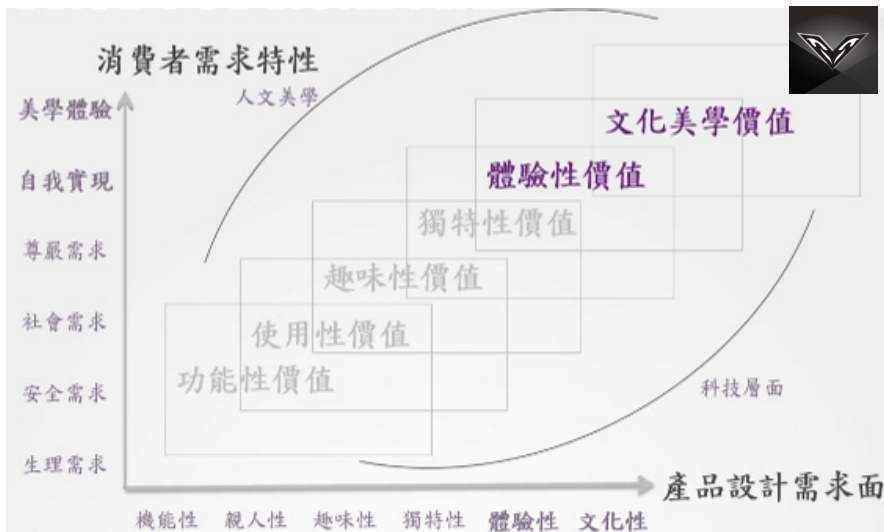 消費者需求特性
人文美學
美學體驗
文化美學價值
自我實現
體驗性價值
獨特性價值
尊嚴需求
趣味性價值
社會需求
使用性價值
功能性價值
安全需求
科技層面
生理需求
產品設計需求面
機能性 親人性 趣味性 獨特性 體驗性 文化性